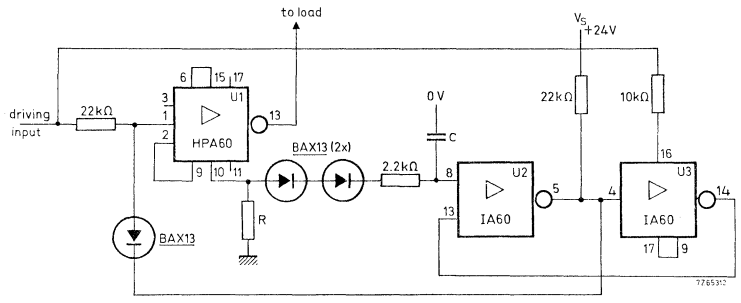 to load
V_S
+24V
6
15
17
U1
3
22kΩ
1
13
driving
input
2
HPA60
9
10
11
0 V
C
22kΩ
10kΩ
BAX13 (2x)
2.2kΩ
16
8
U2
5
4
U3
14
13
IA60
IA60
R
17
9
BAX13
7Z65312